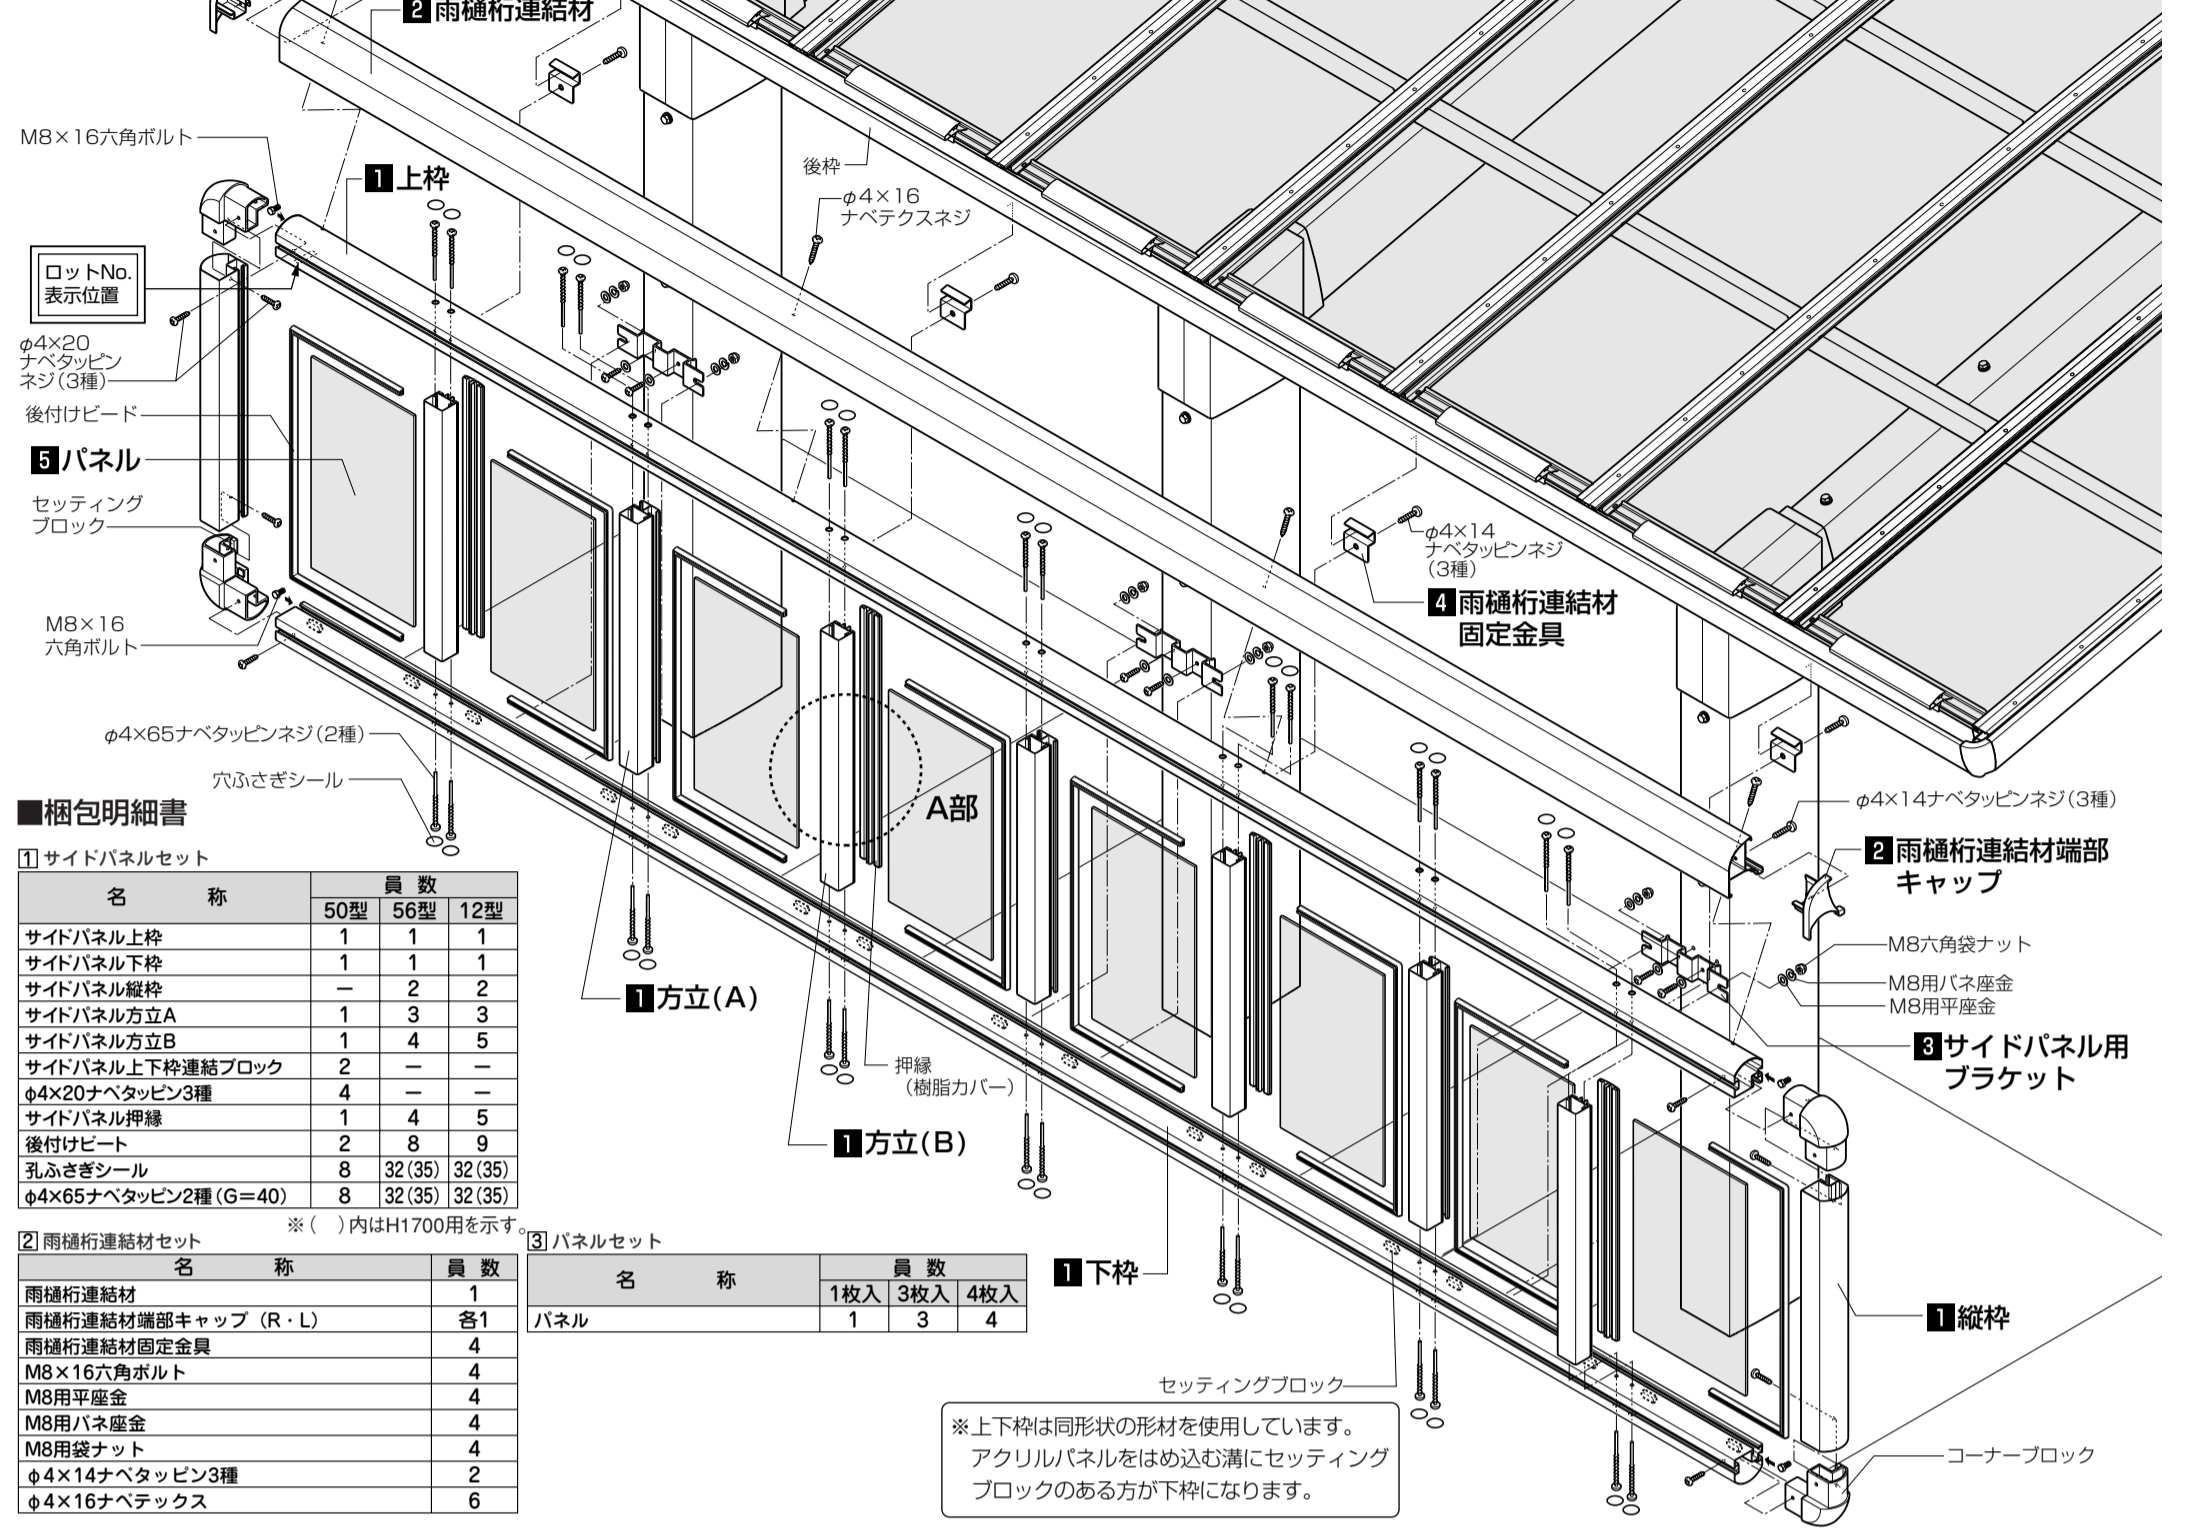 2 雨樋桁連結材
M8×16六角ボルト
1 上枠
後枠
φ4×16
ナベテクスネジ
ロットNo.
表示位置
φ4×20
ナベタッピン
ネジ(3種)
後付けビード
5 パネル
セッティング
ブロック
M8×16
六角ボルト
φ4×14
ナベタッピンネジ
(3種)
4 雨樋桁連結材
固定金具
φ4×65ナベタッピンネジ(2種)
穴ふさぎシール
A部
φ4×14ナベタッピンネジ(3種)
2 雨樋桁連結材端部
キャップ
M8六角袋ナット
M8用バネ座金
M8用平座金
3 サイドパネル用
ブラケット
1 方立(A)
押縁
(樹脂カバー)
1 方立(B)
1 下枠
1 縦枠
セッティングブロック
コーナーブロック
※上下枠は同形状の形材を使用しています。
アクリルパネルをはめ込む溝にセッティング
ブロックのある方が下枠になります。
■梱包明細書
1 サイドパネルセット
名 称 員 数
50型 56型 12型
サイドパネル上枠 1 1 1
サイドパネル下枠 1 1 1
サイドパネル縦枠 ー 2 2
サイドパネル方立A 1 3 3
サイドパネル方立B 1 4 5
サイドパネル上下枠連結ブロック 2 ー ー
φ4×20ナベタッピン3種 4 ー ー
サイドパネル押縁 1 4 5
後付けビート 2 8 9
孔ふさぎシール 8 32(35) 32(35)
φ4×65ナベタッピン2種(G=40) 8 32(35) 32(35)
※( )内はH1700用を示す。
2 雨樋桁連結材セット
名 称 員 数
雨樋桁連結材 1
雨樋桁連結材端部キャップ(R・L) 各1
雨樋桁連結材固定金具 4
M8×16六角ボルト 4
M8用平座金 4
M8用バネ座金 4
M8用袋ナット 4
φ4×14ナベタッピン3種 2
φ4×16ナベテックス 6
3 パネルセット
名 称 員 数
1枚入 3枚入 4枚入
パネル 1 3 4